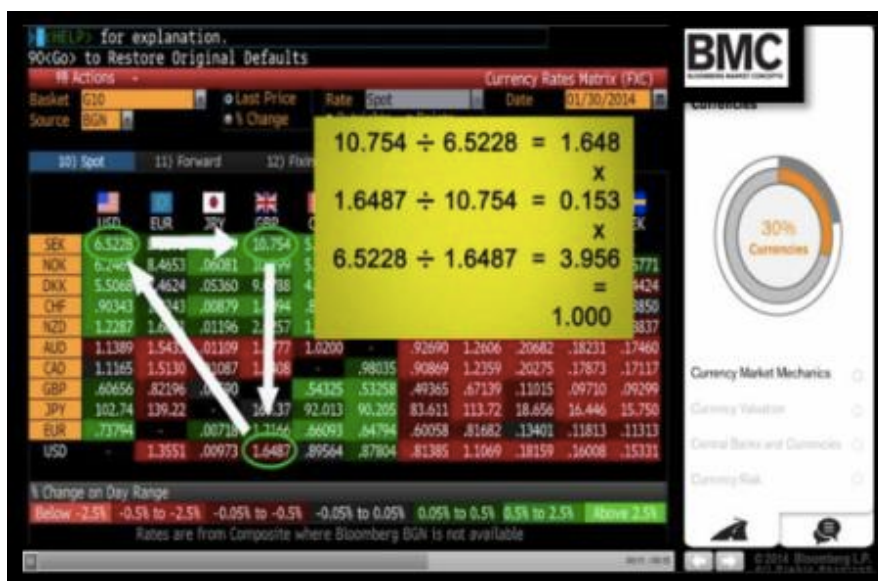 <HELP> for explanation.
90<Go> to Restore Original Defaults
Actions
Currency Rates Matrix (FXC)
Basket G10 Last Price Rate Spot Date 01/30/2014
Source BGN % Change
10) Spot 11) Forward 12)
USD EUR JPY GBP
SEK 6.5228 10.754
NOK 8.4653 .06081
DKK .05360
CHF .90343 .00879
NZD 1.2287 .01196
AUD 1.1389 1.0200 - .92690 1.2606 .20682 .18231 .17460
CAD 1.1165 1.5130 .98035 .90869 1.2359 .20275 .17873 .17117
GBP .60656 .82196 .54325 .53258 .49365 .67139 .11015 .09710 .09299
JPY 102.74 139.22 - 92.013 90.205 83.611 113.72 18.656 16.446 15.750
EUR .73794 - .66093 .64794 .60058 .81682 .13401 .11813 .11313
USD - 1.3551 .00973 1.6487 .89564 .87804 .81385 1.1069 .18159 .16008 .15331
10.754 ÷ 6.5228 = 1.648
x
1.6487 ÷ 10.754 = 0.153
x
6.5228 ÷ 1.6487 = 3.956
=
1.000
% Change on Day Range
Below -2.5% -0.5% to -2.5% -0.05% to -0.5% -0.05% to 0.05% 0.05% to 0.5% 0.5% to 2.5% Above 2.5%
Rates are from Composite where Bloomberg BGN is not available
BMC
BLOOMBERG MARKET CONCEPTS
Currencies
30%
Currencies
Currency Market Mechanics
Currency Valuation
Central Banks and Currencies
Currency Risk
©2014 Bloomberg L.P.
All Rights Reserved